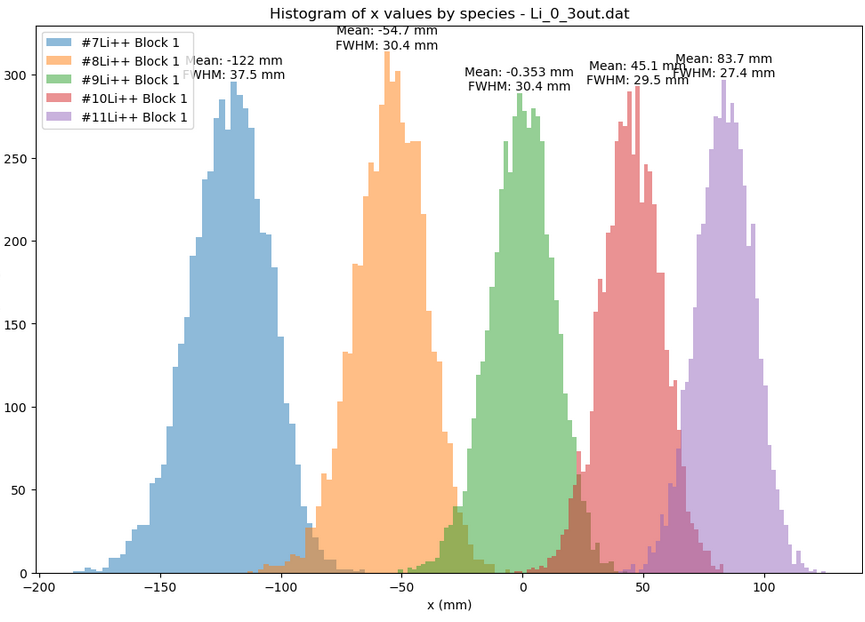 Histogram of x values by species - Li_0_3out.dat
#7Li++ Block 1
#8Li++ Block 1
#9Li++ Block 1
#10Li++ Block 1
#11Li++ Block 1
Mean: -122 mm
FWHM: 37.5 mm
Mean: -54.7 mm
FWHM: 30.4 mm
Mean: -0.353 mm
FWHM: 30.4 mm
Mean: 45.1 mm
FWHM: 29.5 mm
Mean: 83.7 mm
FWHM: 27.4 mm
300
250
200
150
100
50
0
−200 −150 −100 −50 0 50 100
x (mm)